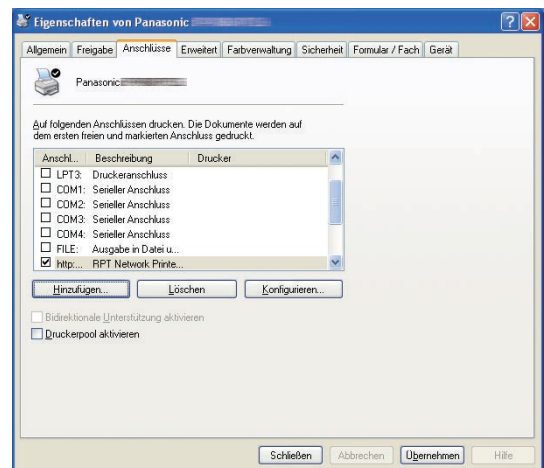 Eigenschaften von Panasonic
Allgemein Freigabe Anschlüsse Erweitert Farbverwaltung Sicherheit Formular / Fach Gerät
Panasonic
Auf folgenden Anschlüssen drucken. Die Dokumente werden auf
dem ersten freien und markierten Anschluss gedruckt.
Anschl... Beschreibung Drucker
LPT3: Druckeranschluss
COM1: Serieller Anschluss
COM2: Serieller Anschluss
COM3: Serieller Anschluss
COM4: Serieller Anschluss
FILE: Ausgabe in Datei u...
http:... RPT Network Printe...
Hinzufügen... Löschen Konfigurieren...
Bidirektionale Unterstützung aktivieren
Druckerpool aktivieren
Schließen Abbrechen Übernehmen Hilfe